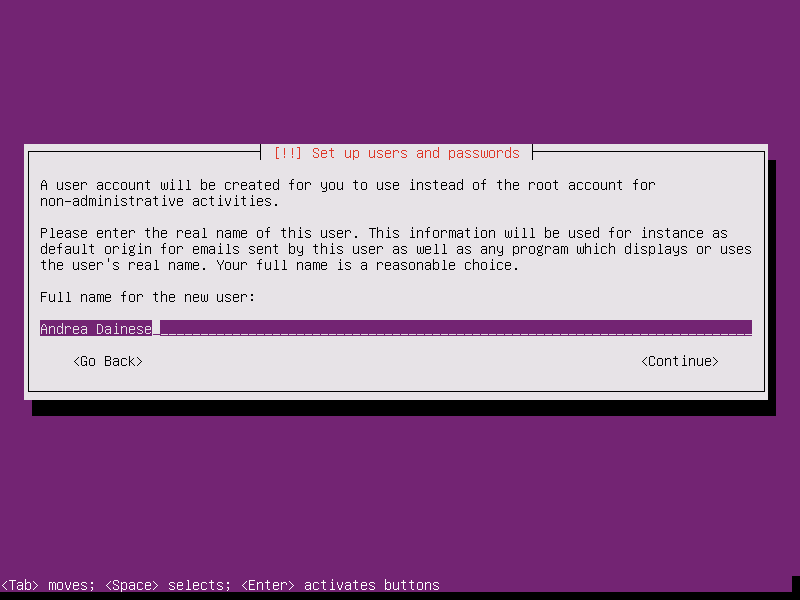 [!!] Set up users and passwords
A user account will be created for you to use instead of the root account for
non-administrative activities.
Please enter the real name of this user. This information will be used for instance as
default origin for emails sent by this user as well as any program which displays or uses
the user's real name. Your full name is a reasonable choice.
Full name for the new user:
Andrea Dainese
<Go Back> <Continue>
<Tab> moves; <Space> selects; <Enter> activates buttons